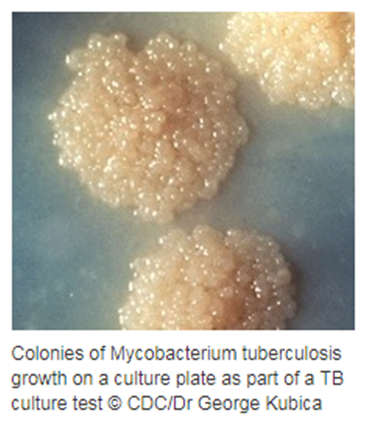 Colonies of Mycobacterium tuberculosis
growth on a culture plate as part of a TB
culture test © CDC/Dr George Kubica